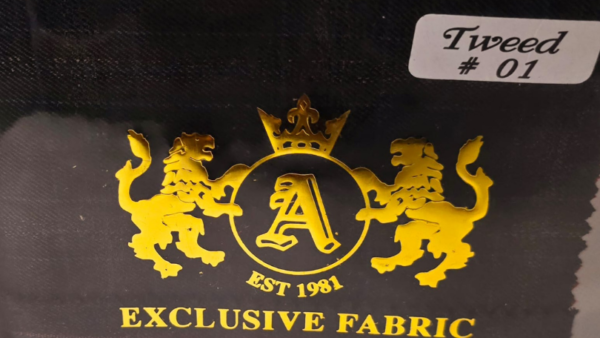 Tweed
# 01
A
EST 1981
EXCLUSIVE FABRIC